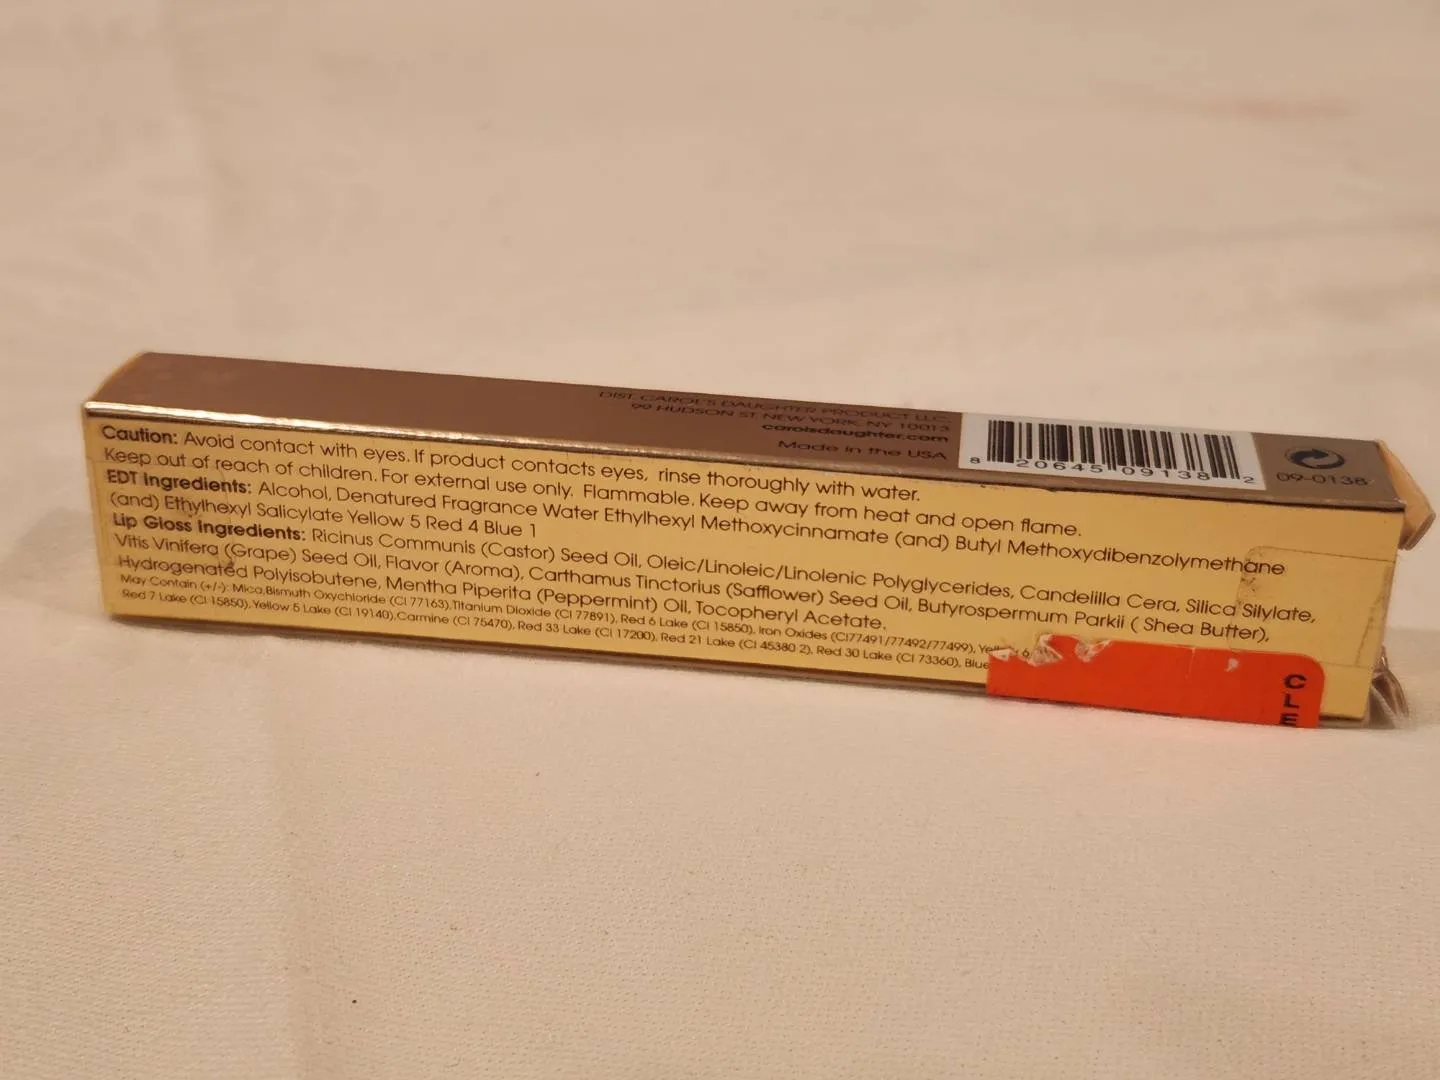 DIST. CAROL'S DAUGHTER PRODUCT LLC.
99 HUDSON ST. NEW YORK, NY 10013
carolsdaughter.com
Made in the USA
8 20645 09138 2
09-0138
Caution: Avoid contact with eyes. If product contacts eyes, rinse thoroughly with water.
Keep out of reach of children. For external use only. Flammable. Keep away from heat and open flame.
EDT Ingredients: Alcohol, Denatured Fragrance Water Ethylhexyl Methoxycinnamate (and) Butyl Methoxydibenzolymethane
(and) Ethylhexyl Salicylate Yellow 5 Red 4 Blue 1
Lip Gloss Ingredients: Ricinus Communis (Castor) Seed Oil, Oleic/Linoleic/Linolenic Polyglycerides, Candelilla Cera, Silica Silylate,
Vitis Vinifera (Grape) Seed Oil, Flavor (Aroma), Carthamus Tinctorius (Safflower) Seed Oil, Butyrospermum Parkii ( Shea Butter),
Hydrogenated Polyisobutene, Mentha Piperita (Peppermint) Oil, Tocopheryl Acetate.
May Contain (+/-): Mica,Bismuth Oxychloride (CI 77163),Titanium Dioxide (CI 77891), Red 6 Lake (CI 15850), Iron Oxides (CI77491/77492/77499), 6
Red 7 Lake (CI 15850), Yellow 5 Lake (CI 19140),Carmine (CI 75470), Red 33 Lake (CI 17200), Red 21 Lake (CI 45380 2), Red 30 Lake (CI 73360), Blue
CLE